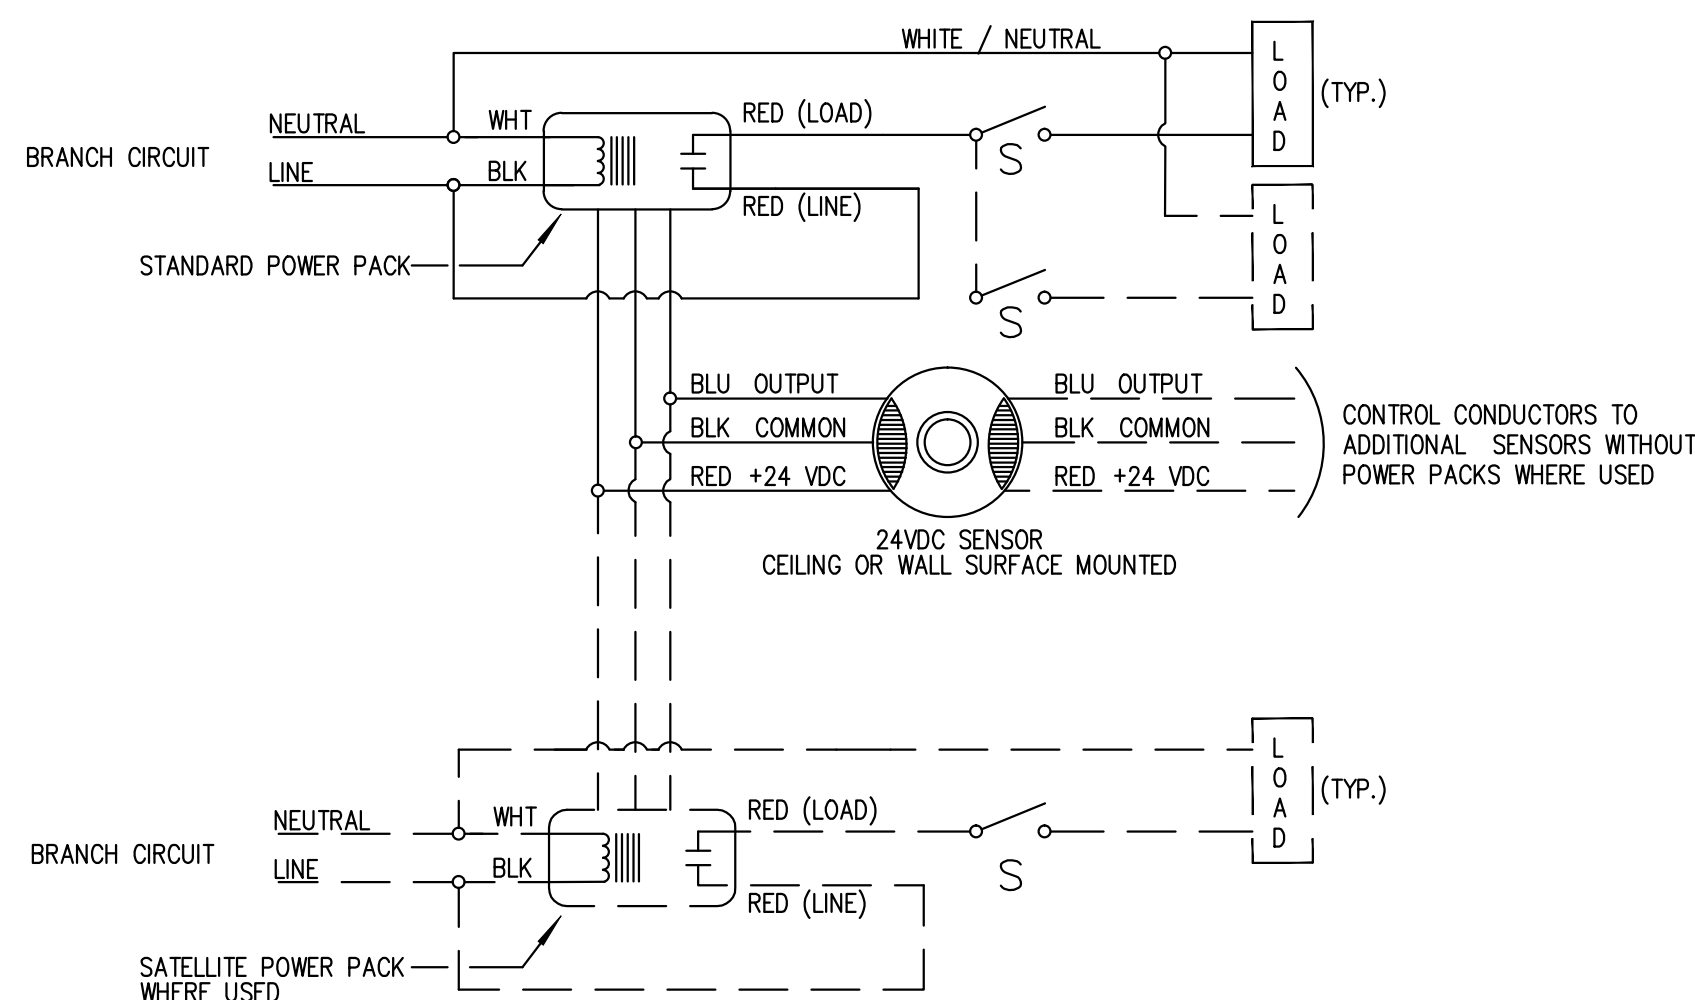 WHITE / NEUTRAL
L
O
A
D
(TYP.)
RED (LOAD)
NEUTRAL
WHT
BRANCH CIRCUIT
LINE
BLK
S
RED (LINE)
L
O
A
D
STANDARD POWER PACK
S
BLU OUTPUT
BLU OUTPUT
BLK COMMON
BLK COMMON
RED +24 VDC
RED +24 VDC
CONTROL CONDUCTORS TO
ADDITIONAL SENSORS WITHOUT
POWER PACKS WHERE USED
24VDC SENSOR
CEILING OR WALL SURFACE MOUNTED
L
O
A
D
(TYP.)
RED (LOAD)
NEUTRAL
WHT
BRANCH CIRCUIT
LINE
BLK
S
RED (LINE)
SATELLITE POWER PACK
WHERE USED